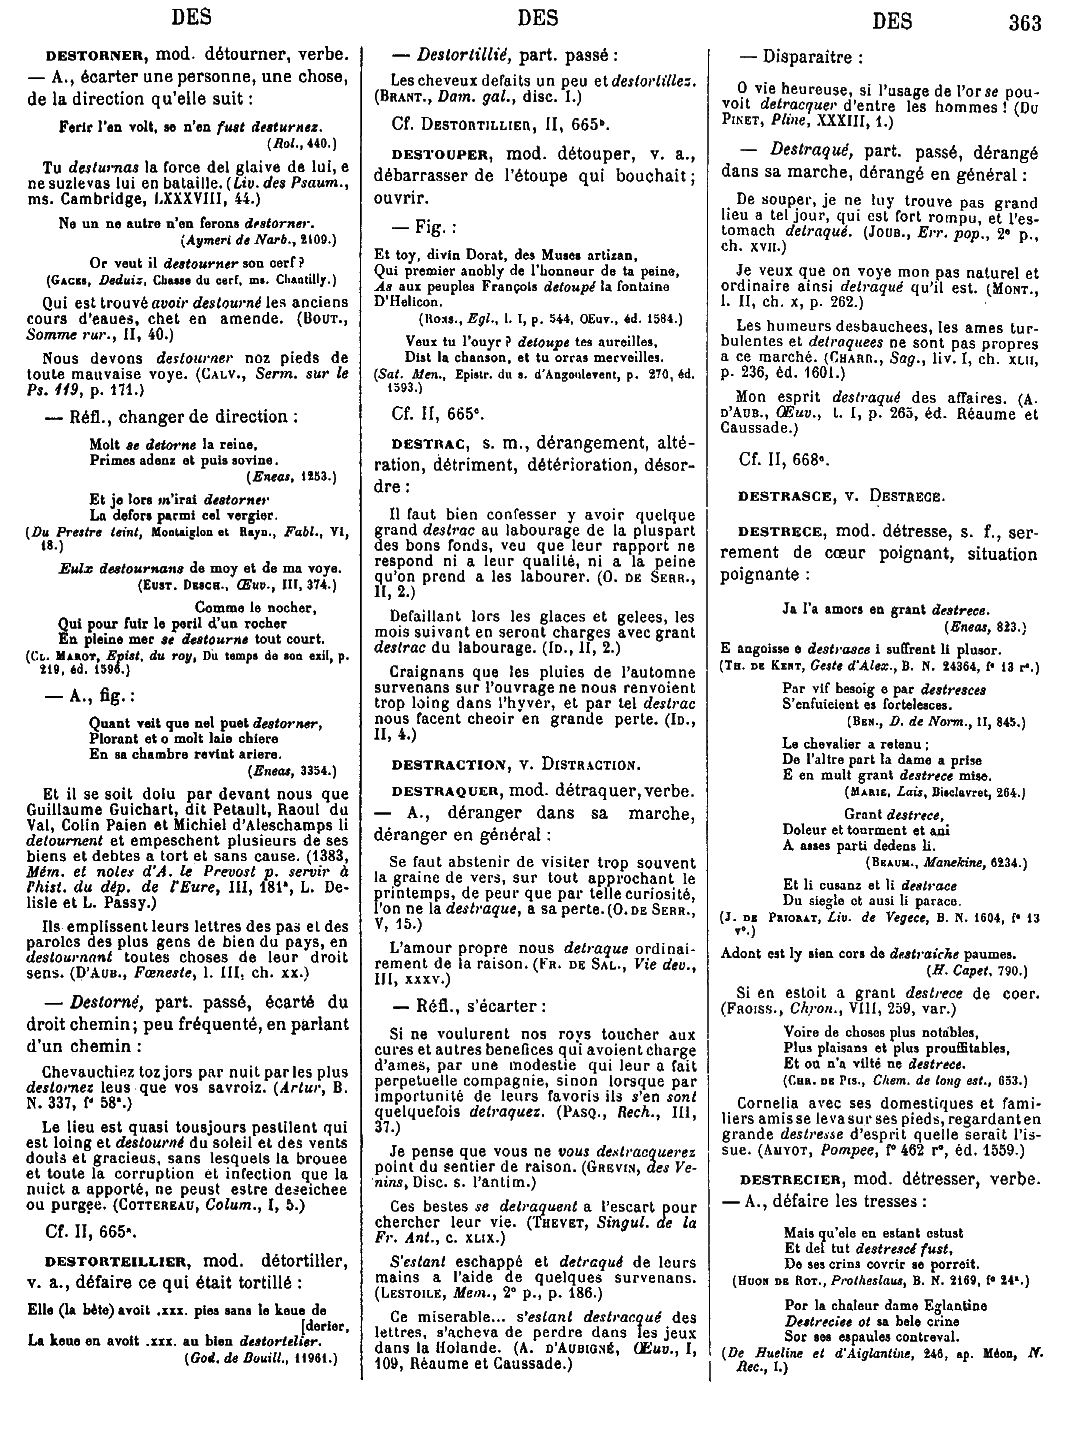 DES
DES
DES 363
DESTORNER, mod. détourner, verbe.
— A., écarter une personne, une chose,
de la direction qu'elle suit :
Ferir l'en volt, se n'en fust desturnez.
(Rol., 440.)
Tu desturnas la force del glaive de lui, e
ne suzlevas lui en bataille. (Liv. des Psaum.,
ms. Cambridge, LXXXVIII, 44.)
Ne un ne autre n'en ferons destorner.
(Aymeri de Narb., 2109.)
Or veut il destourner son cerf ?
(GACES, Deduiz, Chasse du cerf, ms. Chantilly.)
Qui est trouvé avoir destourné les anciens
cours d'eaues, chet en amende. (BOUT.,
Somme rur., II, 40.)
Nous devons destourner noz pieds de
toute mauvaise voye. (CALV., Serm. sur le
Ps. 119, p. 171.)
— Réfl., changer de direction :
Molt se detorne la reine,
Primes adenz et puis sovine.
(Eneas, 1253.)
Et je lors m'irai destorner
La defors parmi cel vergier.
(Du Prestre teint, Montaiglon et Rayn., Fabl., VI,
18.)
Eulx destournans de moy et de ma voye.
(EUST. DESCH., Œuv., III, 374.)
Comme le nocher,
Qui pour fuir le peril d'un rocher
En pleine mer se destourne tout court.
(CL. MAROT, Epist. du roy, Du temps de son exil, p.
219, éd. 1596.)
— A., fig. :
Quant veit que nel puet destorner,
Plorant et o molt laie chiere
En sa chambre revint ariere.
(Eneas, 3354.)
Et il se soit dolu par devant nous que
Guillaume Guichart, dit Petault, Raoul du
Val, Colin Paien et Michiel d'Aleschamps li
detournent et empeschent plusieurs de ses
biens et debtes a tort et sans cause. (1383,
Mém. et notes d'A. le Prevost p. servir à
l'hist. du dép. de l'Eure, III, 181ª, L. De-
lisle et L. Passy.)
Ils emplissent leurs lettres des pas et des
paroles des plus gens de bien du pays, en
destournant toutes choses de leur droit
sens. (D'AUB., Fœneste, l. III, ch. XX.)
— Destorné, part. passé, écarté du
droit chemin ; peu fréquenté, en parlant
d'un chemin :
Chevauchiez toz jors par nuit par les plus
destornez leus que vos savroiz. (Artur, B.
N. 337, fº 58ª.)
Le lieu est quasi tousjours pestilent qui
est loing et destourné du soleil et des vents
douls et gracieus, sans lesquels la brouee
et toute la corruption et infection que la
nuict a apporté, ne peust estre deseichee
ou purgee. (COTTEREAU, Colum., I, 5.)
Cf. II, 665ª.
DESTORTEILLIER, mod. détortiller,
v. a., défaire ce qui était tortillé :
Elle (la bête) avoit .xxx. pies sans le keue de
[derier,
La keue en avoit .xxx. au bien destortelier.
(God. de Bouill., 11961.)
— Destortillié, part. passé :
Les cheveux defaits un peu et destortillez.
(BRANT., Dam. gal., disc. I.)
Cf. DESTORTILLIER, II, 665ᵇ.
DESTOUPER, mod. détouper, v. a.,
débarrasser de l'étoupe qui bouchait ;
ouvrir.
— Fig. :
Et toy, divin Dorat, des Muses artizan,
Qui premier anobly de l'honneur de ta peine,
As aux peuples François detoupé la fontaine
D'Helicon.
(RONS., Egl., l. I, p. 544, Œuv., éd. 1584.)
Veux tu l'ouyr ? detoupe tes aureilles,
Dist la chanson, et tu orras merveilles.
(Sat. Men., Epistr. du s. d'Angoulevent, p. 270, éd.
1593.)
Cf. II, 665ᶜ.
DESTRAC, s. m., dérangement, alté-
ration, détriment, détérioration, désor-
dre :
Il faut bien confesser y avoir quelque
grand destrac au labourage de la pluspart
des bons fonds, veu que leur rapport ne
respond ni a leur qualité, ni a la peine
qu'on prend a les labourer. (O. DE SERR.,
II, 2.)
Defaillant lors les glaces et gelees, les
mois suivant en seront charges avec grant
destrac du labourage. (ID., II, 2.)
Craignans que les pluies de l'automne
survenans sur l'ouvrage ne nous renvoient
trop loing dans l'hyver, et par tel destrac
nous facent cheoir en grande perte. (ID.,
II, 4.)
DESTRACTION, v. DISTRACTION.
DESTRAQUER, mod. détraquer, verbe.
— A., déranger dans sa marche,
déranger en général :
Se faut abstenir de visiter trop souvent
la graine de vers, sur tout approchant le
printemps, de peur que par telle curiosité,
l'on ne la destraque, a sa perte. (O. DE SERR.,
V, 15.)
L'amour propre nous detraque ordinai-
rement de la raison. (FR. DE SAL., Vie dev.,
III, XXXV.)
— Réfl., s'écarter :
Si ne voulurent nos roys toucher aux
cures et autres benefices qui avoient charge
d'ames, par une modestie qui leur a fait
perpetuelle compagnie, sinon lorsque par
importunité de leurs favoris ils s'en sont
quelquefois detraquez. (PASQ., Rech., III,
37.)
Je pense que vous ne vous destracquerez
point du sentier de raison. (GREVIN, des Ve-
nins, Disc. s. l'antim.)
Ces bestes se detraquent a l'escart pour
chercher leur vie. (THEVET, Singul. de la
Fr. Ant., c. XLIX.)
S'estant eschappé et detraqué de leurs
mains a l'aide de quelques survenans.
(LESTOILE, Mem., 2º p., p. 186.)
Ce miserable... s'estant destracqué des
lettres, s'acheva de perdre dans les jeux
dans la Holande. (A. D'AUBIGNÉ, Œuv., I,
109, Réaume et Caussade.)
— Disparaitre :
O vie heureuse, si l'usage de l'or se pou-
voit detracquer d'entre les hommes ! (DU
PINET, Pline, XXXIII, 1.)
— Destraqué, part. passé, dérangé
dans sa marche, dérangé en général :
De souper, je ne luy trouve pas grand
lieu a tel jour, qui est fort rompu, et l'es-
tomach detraqué. (JOUB., Err. pop., 2º p.,
ch. XVII.)
Je veux que on voye mon pas naturel et
ordinaire ainsi detraqué qu'il est. (MONT.,
l. II, ch. X, p. 262.)
Les humeurs desbauchees, les ames tur-
bulentes et detraquees ne sont pas propres
a ce marché. (CHARR., Sag., liv. I, ch. XLII,
p. 236, éd. 1601.)
Mon esprit destraqué des affaires. (A.
D'AUB., Œuv., t. I, p. 265, éd. Réaume et
Caussade.)
Cf. II, 668ᶜ.
DESTRASCE, v. DESTRECE.
DESTRECE, mod. détresse, s. f., ser-
rement de cœur poignant, situation
poignante :
Ja l'a amors en grant destrece.
(Eneas, 823.)
E angoisse e destrasce i suffrent li plusor.
(TH. DE KENT, Geste d'Alex., B. N. 24364, fº 13 rº.)
Par vif besoig e par destresces
S'enfuieient es fortelesces.
(BEN., D. de Norm., II, 845.)
Le chevalier a retenu ;
De l'altre part la dame a prise
E en mult grant destrece mise.
(MARIE, Lais, Bisclavret, 264.)
Grant destrece,
Doleur et tourment et ani
A asses parti dedens li.
(BEAUM., Manekine, 6234.)
Et li cusanz et li destrace
Du siegle et ausi li parace.
(J. DE PRIORAT, Liv. de Vegece, B. N. 1604, fº 13
vº.)
Adont est ly sien cors de destraiche paumes.
(H. Capet, 790.)
Si en estoit a grant destrece de coer.
(FROISS., Chron., VIII, 259, var.)
Voire de choses plus notables,
Plus plaisans et plus prouffitables,
Et ou n'a vilté ne destrece.
(CHR. DE PIS., Chem. de long est., 653.)
Cornelia avec ses domestiques et fami-
liers amis se leva sur ses pieds, regardant en
grande destresse d'esprit quelle serait l'is-
sue. (AMYOT, Pompee, fº 462 rº, éd. 1559.)
DESTRECIER, mod. détresser, verbe.
— A., défaire les tresses :
Mais qu'ele en estant estust
Et del tut destrescé fust,
De ses crins covrir se porreit.
(HUON DE ROT., Protheslaus, B. N. 2169, fº 24ª.)
Por la chaleur dame Eglantine
Destreciee ot sa bele crine
Sor ses espaules contreval.
(De Hueline et d'Aiglantine, 246, ap. Méon, N.
Rec., I.)